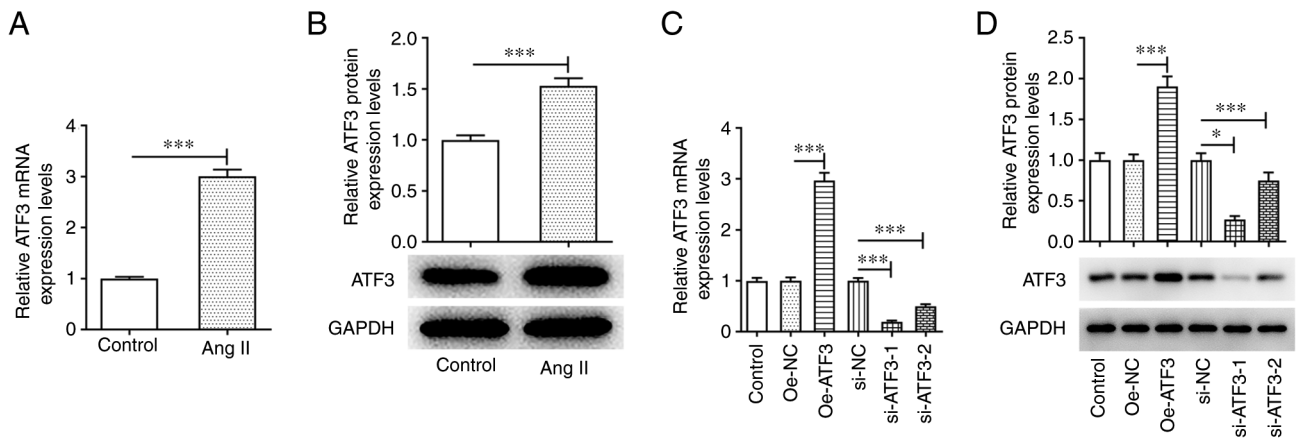 A
Relative ATF3 mRNA
expression levels
4
3
2
1
0
***
Control
Ang II
B
Relative ATF3 protein
expression levels
2.0
1.5
1.0
0.5
0.0
***
ATF3
GAPDH
Control
Ang II
C
Relative ATF3 mRNA
expression levels
4
3
2
1
0
***
***
***
Control
Oe-NC
Oe-ATF3
si-NC
si-ATF3-1
si-ATF3-2
D
Relative ATF3 protein
expression levels
2.5
2.0
1.5
1.0
0.5
0.0
***
***
*
ATF3
GAPDH
Control
Oe-NC
Oe-ATF3
si-NC
si-ATF3-1
si-ATF3-2